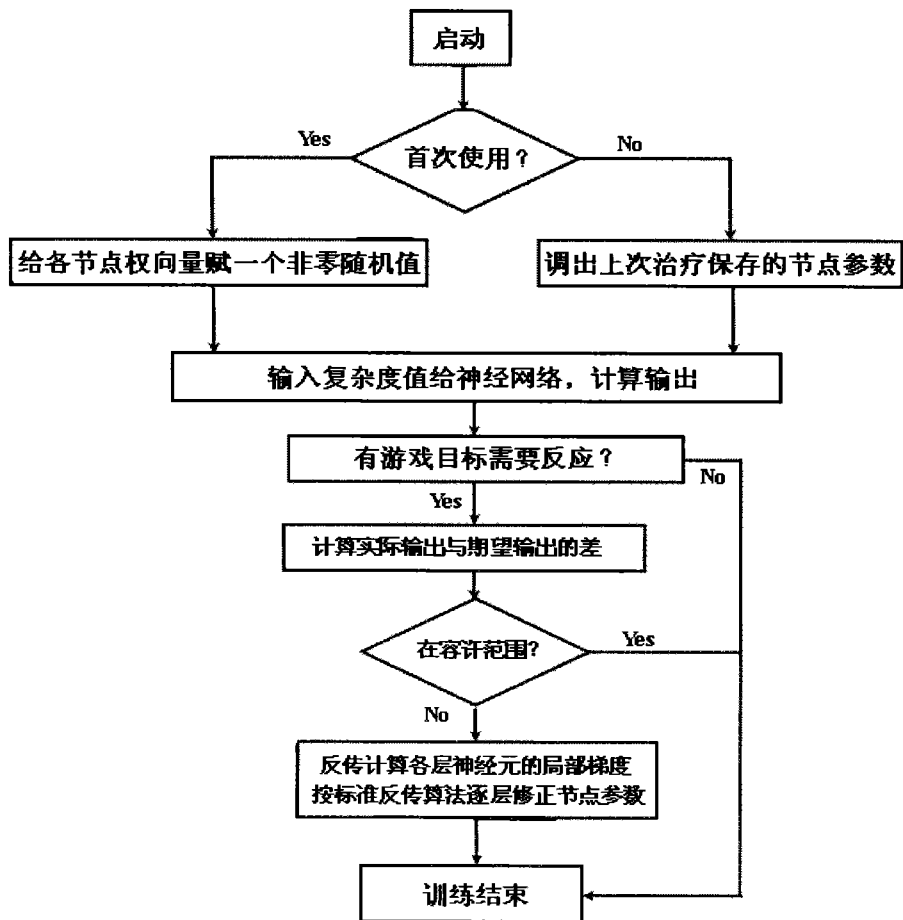 启动
首次使用？
Yes
No
给各节点权向量赋一个非零随机值
调出上次治疗保存的节点参数
输入复杂度值给神经网络，计算输出
有游戏目标需要反应？
No
Yes
计算实际输出与期望输出的差
在容许范围?
Yes
No
反传计算各层神经元的局部梯度
按标准反传算法逐层修正节点参数
训练结束